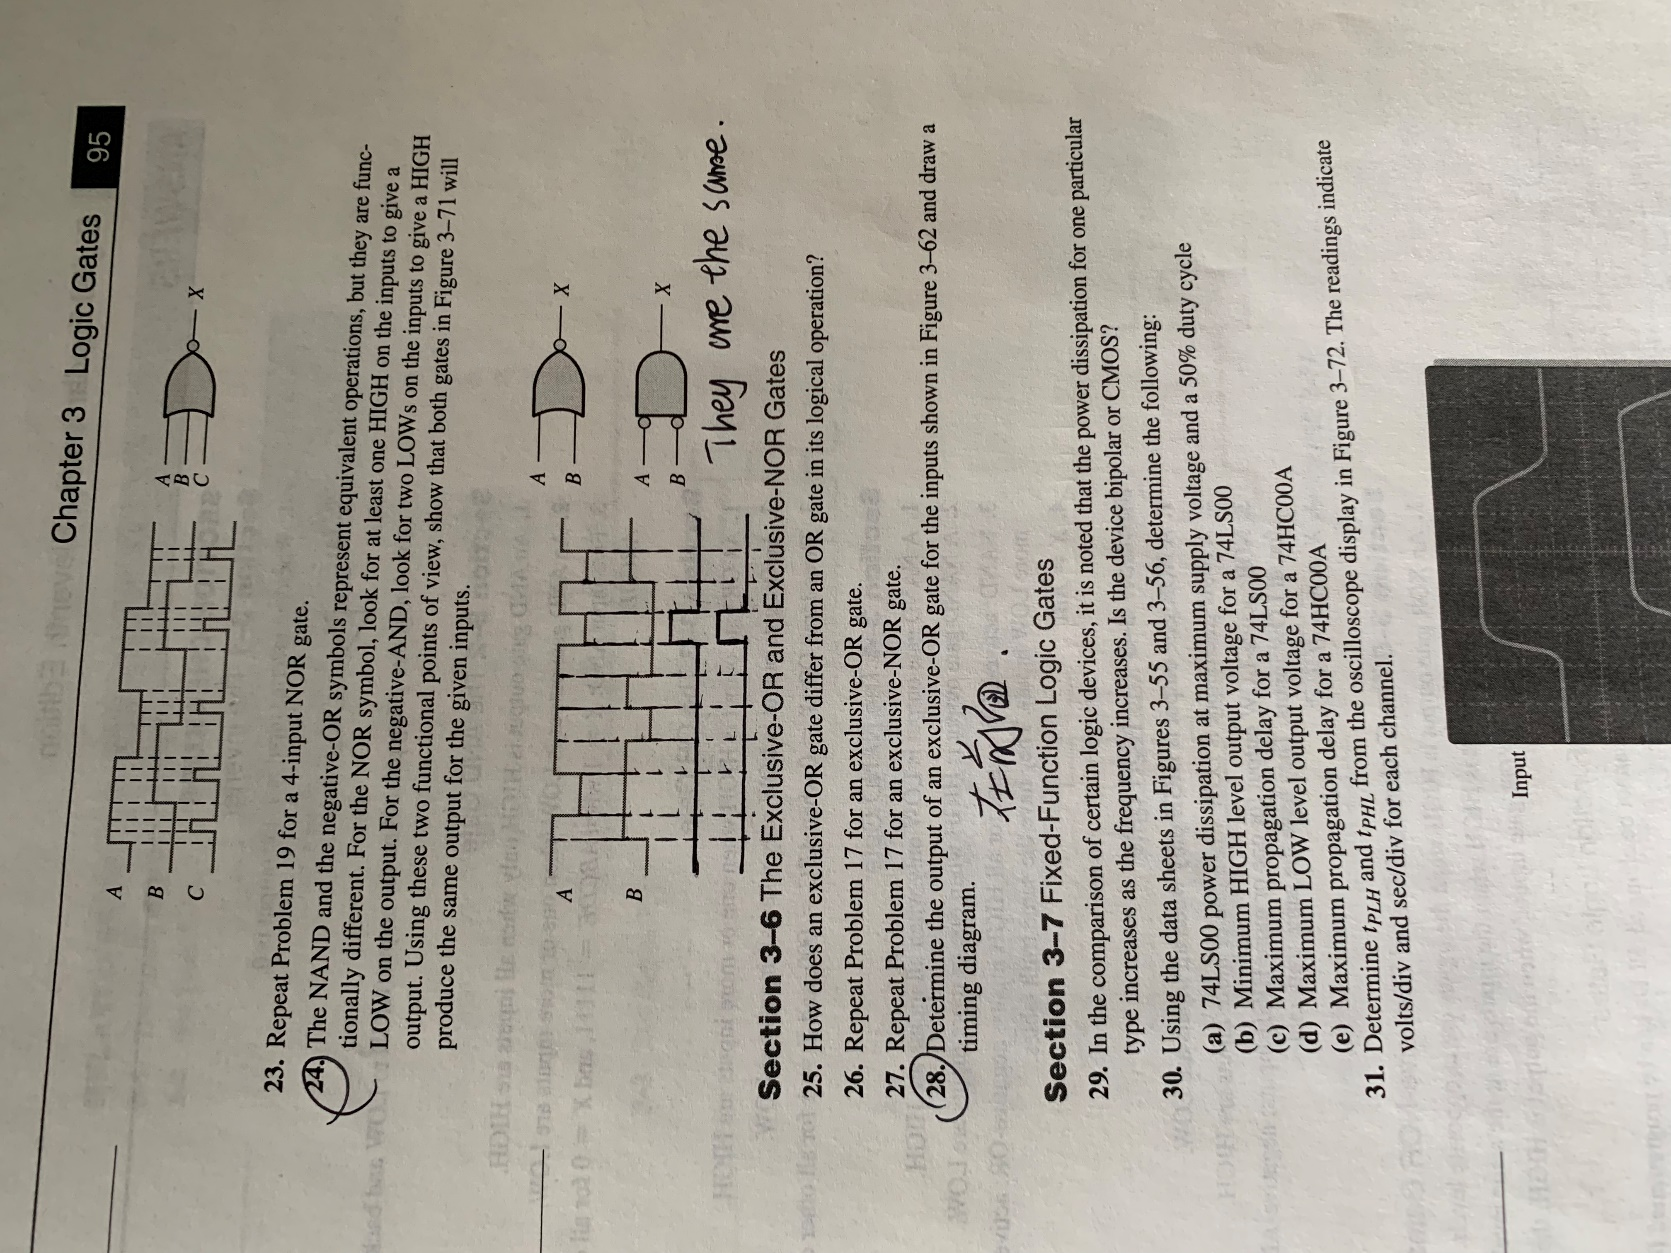 Chapter 3 Logic Gates 95
A
B
C
A
B
C
X
23. Repeat Problem 19 for a 4-input NOR gate.
24. The NAND and the negative-OR symbols represent equivalent operations, but they are func-
tionally different. For the NOR symbol, look for at least one HIGH on the inputs to give a
LOW on the output. For the negative-AND, look for two LOWs on the inputs to give a HIGH
output. Using these two functional points of view, show that both gates in Figure 3–71 will
produce the same output for the given inputs.
A
B
A
B
X
A
B
X
They are the same.
Section 3–6 The Exclusive-OR and Exclusive-NOR Gates
25. How does an exclusive-OR gate differ from an OR gate in its logical operation?
26. Repeat Problem 17 for an exclusive-OR gate.
27. Repeat Problem 17 for an exclusive-NOR gate.
28. Determine the output of an exclusive-OR gate for the inputs shown in Figure 3–62 and draw a
timing diagram.
在前面.
Section 3–7 Fixed-Function Logic Gates
29. In the comparison of certain logic devices, it is noted that the power dissipation for one particular
type increases as the frequency increases. Is the device bipolar or CMOS?
30. Using the data sheets in Figures 3–55 and 3–56, determine the following:
(a) 74LS00 power dissipation at maximum supply voltage and a 50% duty cycle
(b) Minimum HIGH level output voltage for a 74LS00
(c) Maximum propagation delay for a 74LS00
(d) Maximum LOW level output voltage for a 74HC00A
(e) Maximum propagation delay for a 74HC00A
31. Determine tPLH and tPHL from the oscilloscope display in Figure 3–72. The readings indicate
volts/div and sec/div for each channel.
Input